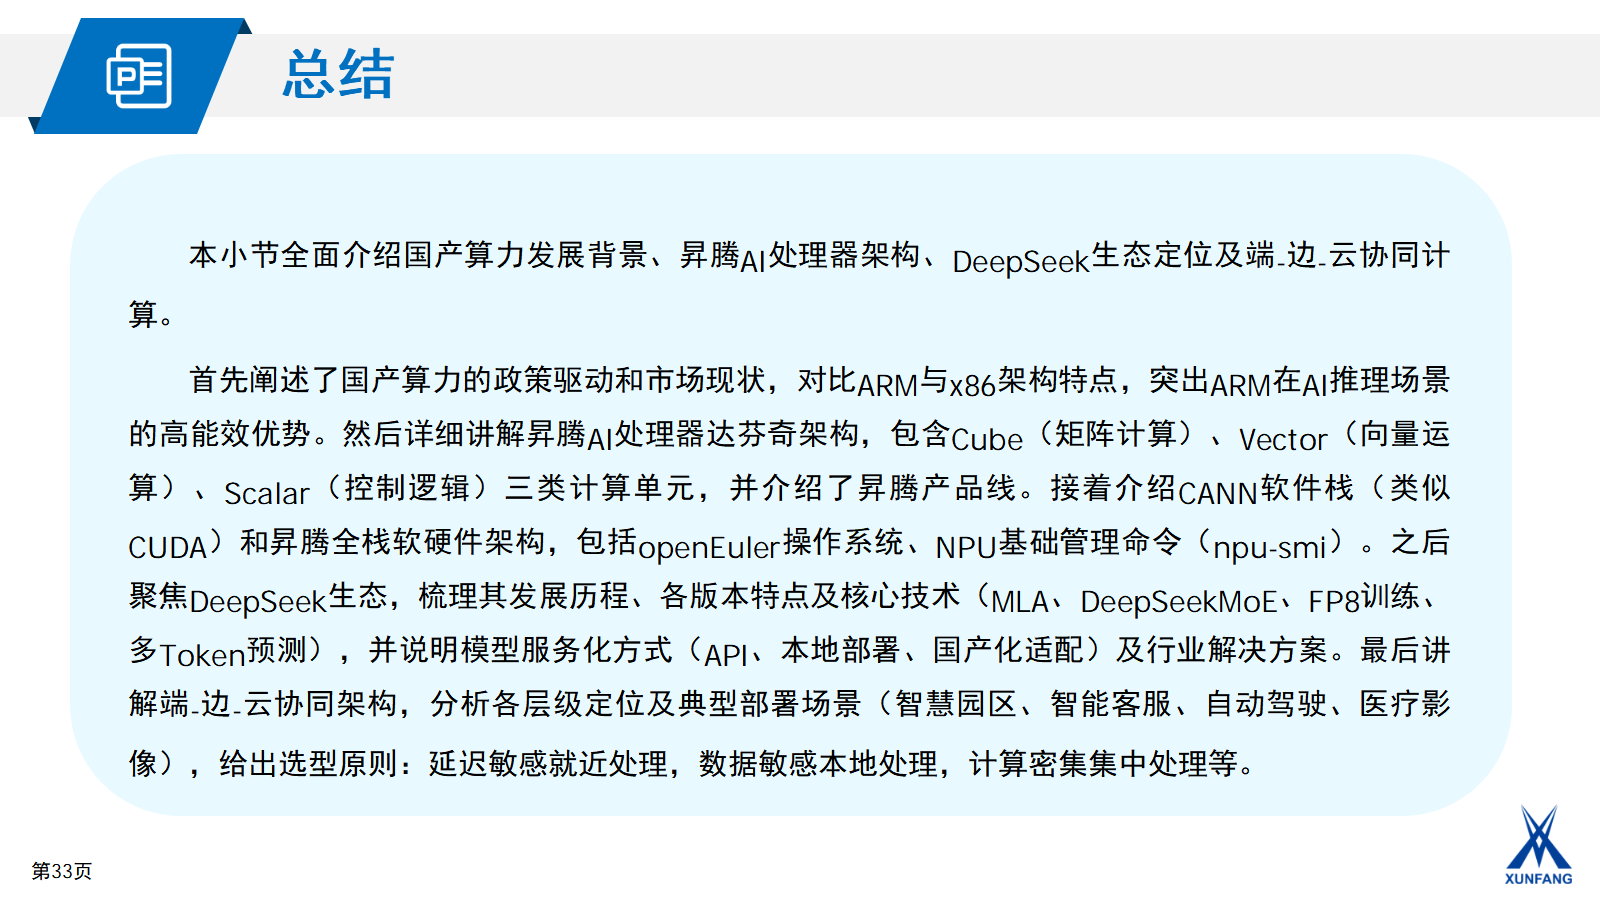 总结
本小节全面介绍国产算力发展背景、昇腾AI处理器架构、DeepSeek生态定位及端-边-云协同计
算。
首先阐述了国产算力的政策驱动和市场现状，对比ARM与x86架构特点，突出ARM在AI推理场景
的高能效优势。然后详细讲解昇腾AI处理器达芬奇架构，包含Cube（矩阵计算）、Vector（向量运
算）、Scalar（控制逻辑）三类计算单元，并介绍了昇腾产品线。接着介绍CANN软件栈（类似
CUDA）和昇腾全栈软硬件架构，包括openEuler操作系统、NPU基础管理命令（npu-smi）。之后
聚焦DeepSeek生态，梳理其发展历程、各版本特点及核心技术（MLA、DeepSeekMoE、FP8训练、
多Token预测），并说明模型服务化方式（API、本地部署、国产化适配）及行业解决方案。最后讲
解端-边-云协同架构，分析各层级定位及典型部署场景（智慧园区、智能客服、自动驾驶、医疗影
像），给出选型原则：延迟敏感就近处理，数据敏感本地处理，计算密集集中处理等。
第33页
XUNFANG